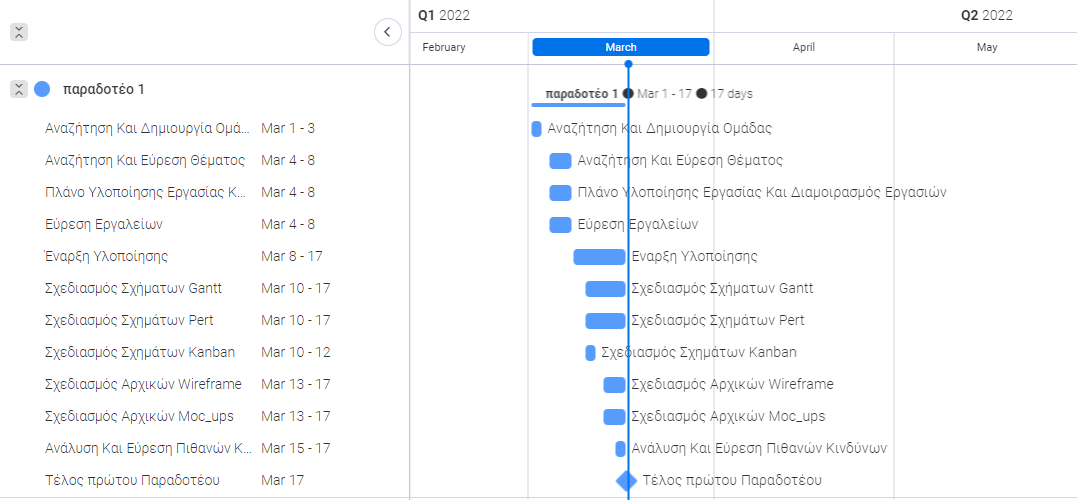 Q1 2022
Q2 2022
February
March
April
May
παραδοτέο 1
παραδοτέο 1 ● Mar 1 - 17 ● 17 days
Αναζήτηση Και Δημιουργία Ομά... Mar 1 - 3
Αναζήτηση Και Δημιουργία Ομάδας
Αναζήτηση Και Εύρεση Θέματος Mar 4 - 8
Αναζήτηση Και Εύρεση Θέματος
Πλάνο Υλοποίησης Εργασίας Κ... Mar 4 - 8
Πλάνο Υλοποίησης Εργασίας Και Διαμοιρασμός Εργασιών
Εύρεση Εργαλείων Mar 4 - 8
Εύρεση Εργαλείων
Έναρξη Υλοποίησης Mar 8 - 17
Έναρξη Υλοποίησης
Σχεδιασμός Σχήματων Gantt Mar 10 - 17
Σχεδιασμός Σχήματων Gantt
Σχεδιασμός Σχημάτων Pert Mar 10 - 17
Σχεδιασμός Σχημάτων Pert
Σχεδιασμός Σχημάτων Kanban Mar 10 - 12
Σχεδιασμός Σχημάτων Kanban
Σχεδιασμός Αρχικών Wireframe Mar 13 - 17
Σχεδιασμός Αρχικών Wireframe
Σχεδιασμός Αρχικών Moc_ups Mar 13 - 17
Σχεδιασμός Αρχικών Moc_ups
Ανάλυση Και Εύρεση Πιθανών Κ... Mar 15 - 17
Ανάλυση Και Εύρεση Πιθανών Κινδύνων
Τέλος πρώτου Παραδοτέου Mar 17
Τέλος πρώτου Παραδοτέου